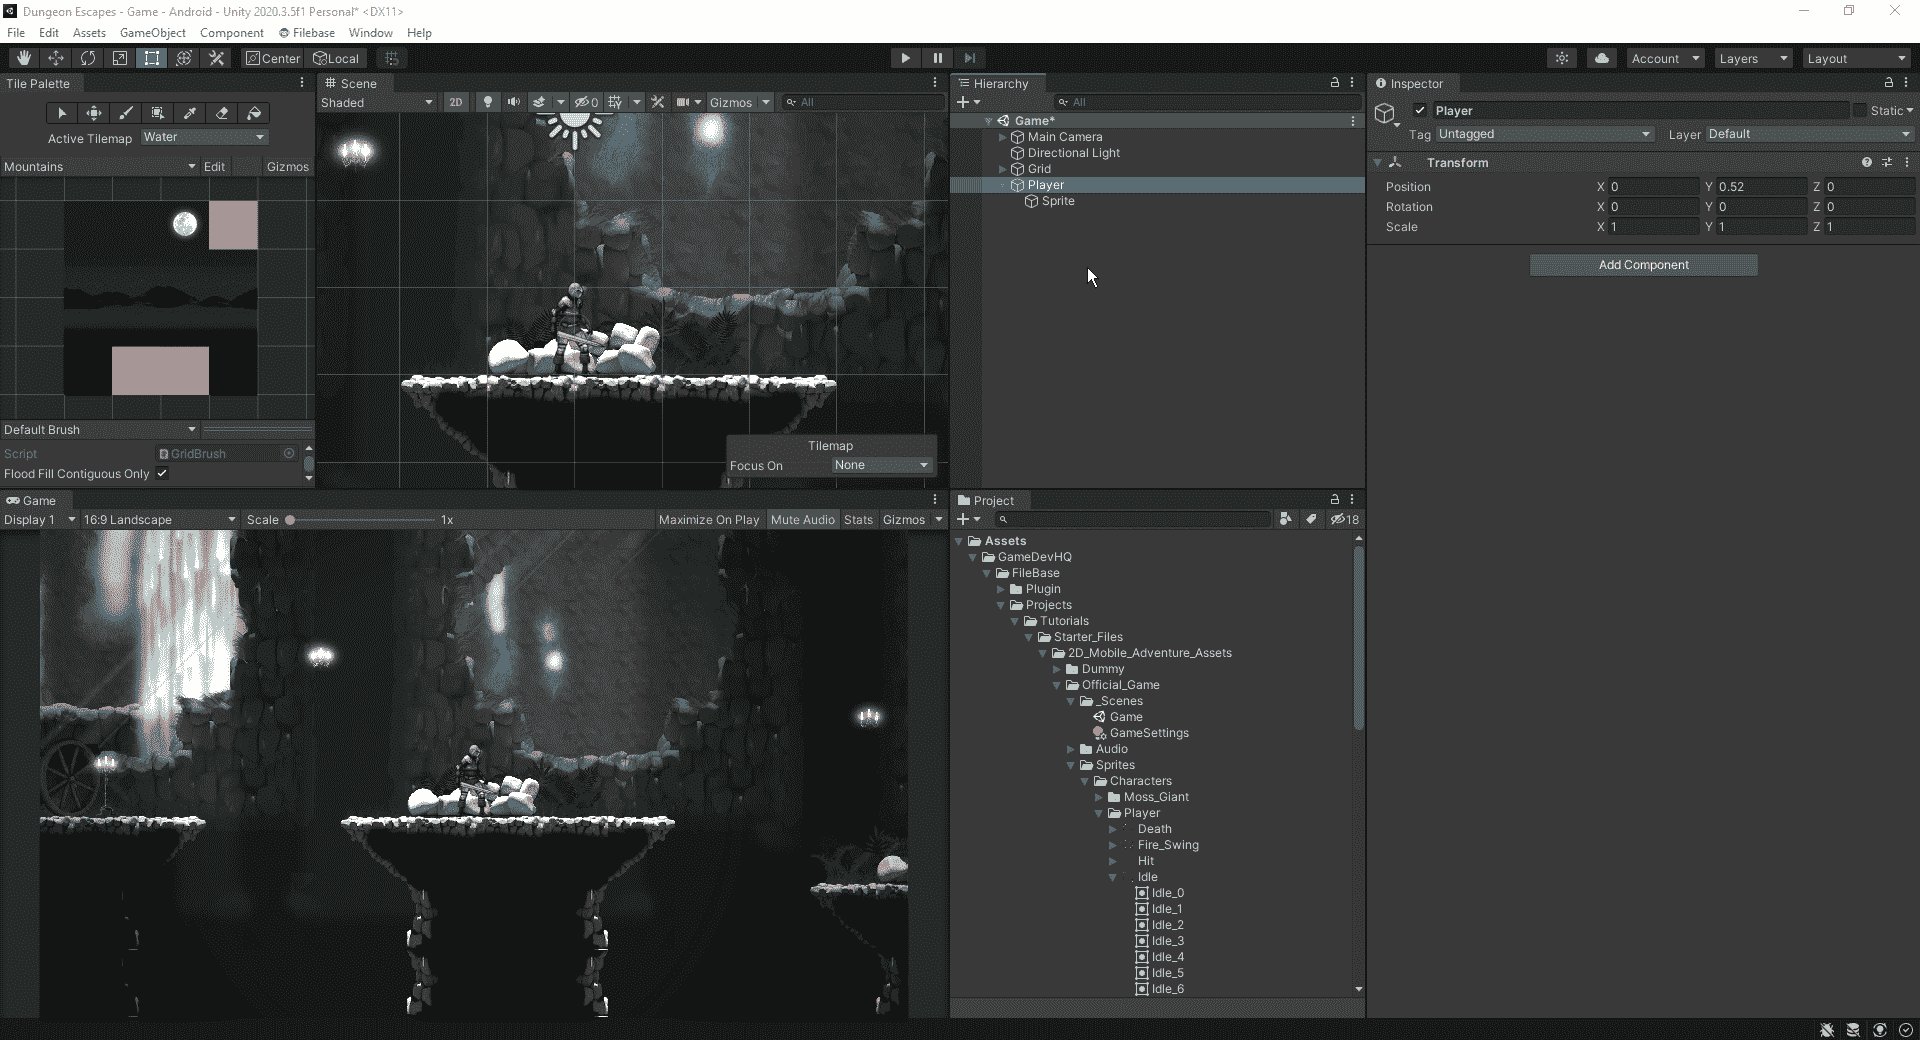 Dungeon Escapes - Game - Android - Unity 2020.3.5f1 Personal* <DX11>
File Edit Assets GameObject Component Filebase Window Help
Center Local Account Layers Layout
Tile Palette
Active Tilemap Water
Mountains Edit Gizmos
Default Brush
Script GridBrush
Flood Fill Contiguous Only
Scene
Shaded 2D 0 Gizmos All
Tilemap
Focus On None
Game
Display 1 16:9 Landscape Scale 1x Maximize On Play Mute Audio Stats Gizmos
Hierarchy
All
Game*
Main Camera
Directional Light
Grid
Player
Sprite
Project
18
Assets
GameDevHQ
FileBase
Plugin
Projects
Tutorials
Starter_Files
2D_Mobile_Adventure_Assets
Dummy
Official_Game
_Scenes
Game
GameSettings
Audio
Sprites
Characters
Moss_Giant
Player
Death
Fire_Swing
Hit
Idle
Idle_0
Idle_1
Idle_2
Idle_3
Idle_4
Idle_5
Idle_6
Inspector
Player Static
Tag Untagged Layer Default
Transform
Position X 0 Y 0.52 Z 0
Rotation X 0 Y 0 Z 0
Scale X 1 Y 1 Z 1
Add Component